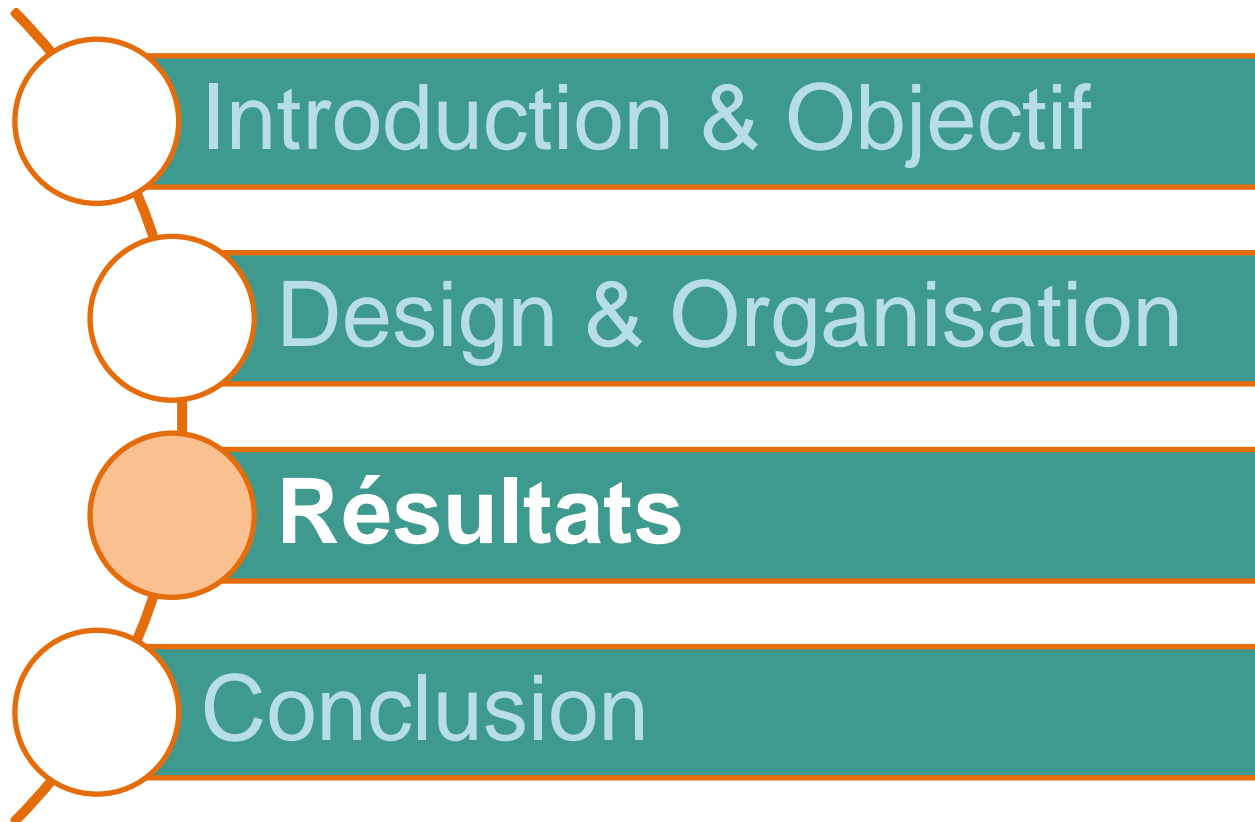 Introduction & Objectif
Design & Organisation
Résultats
Conclusion